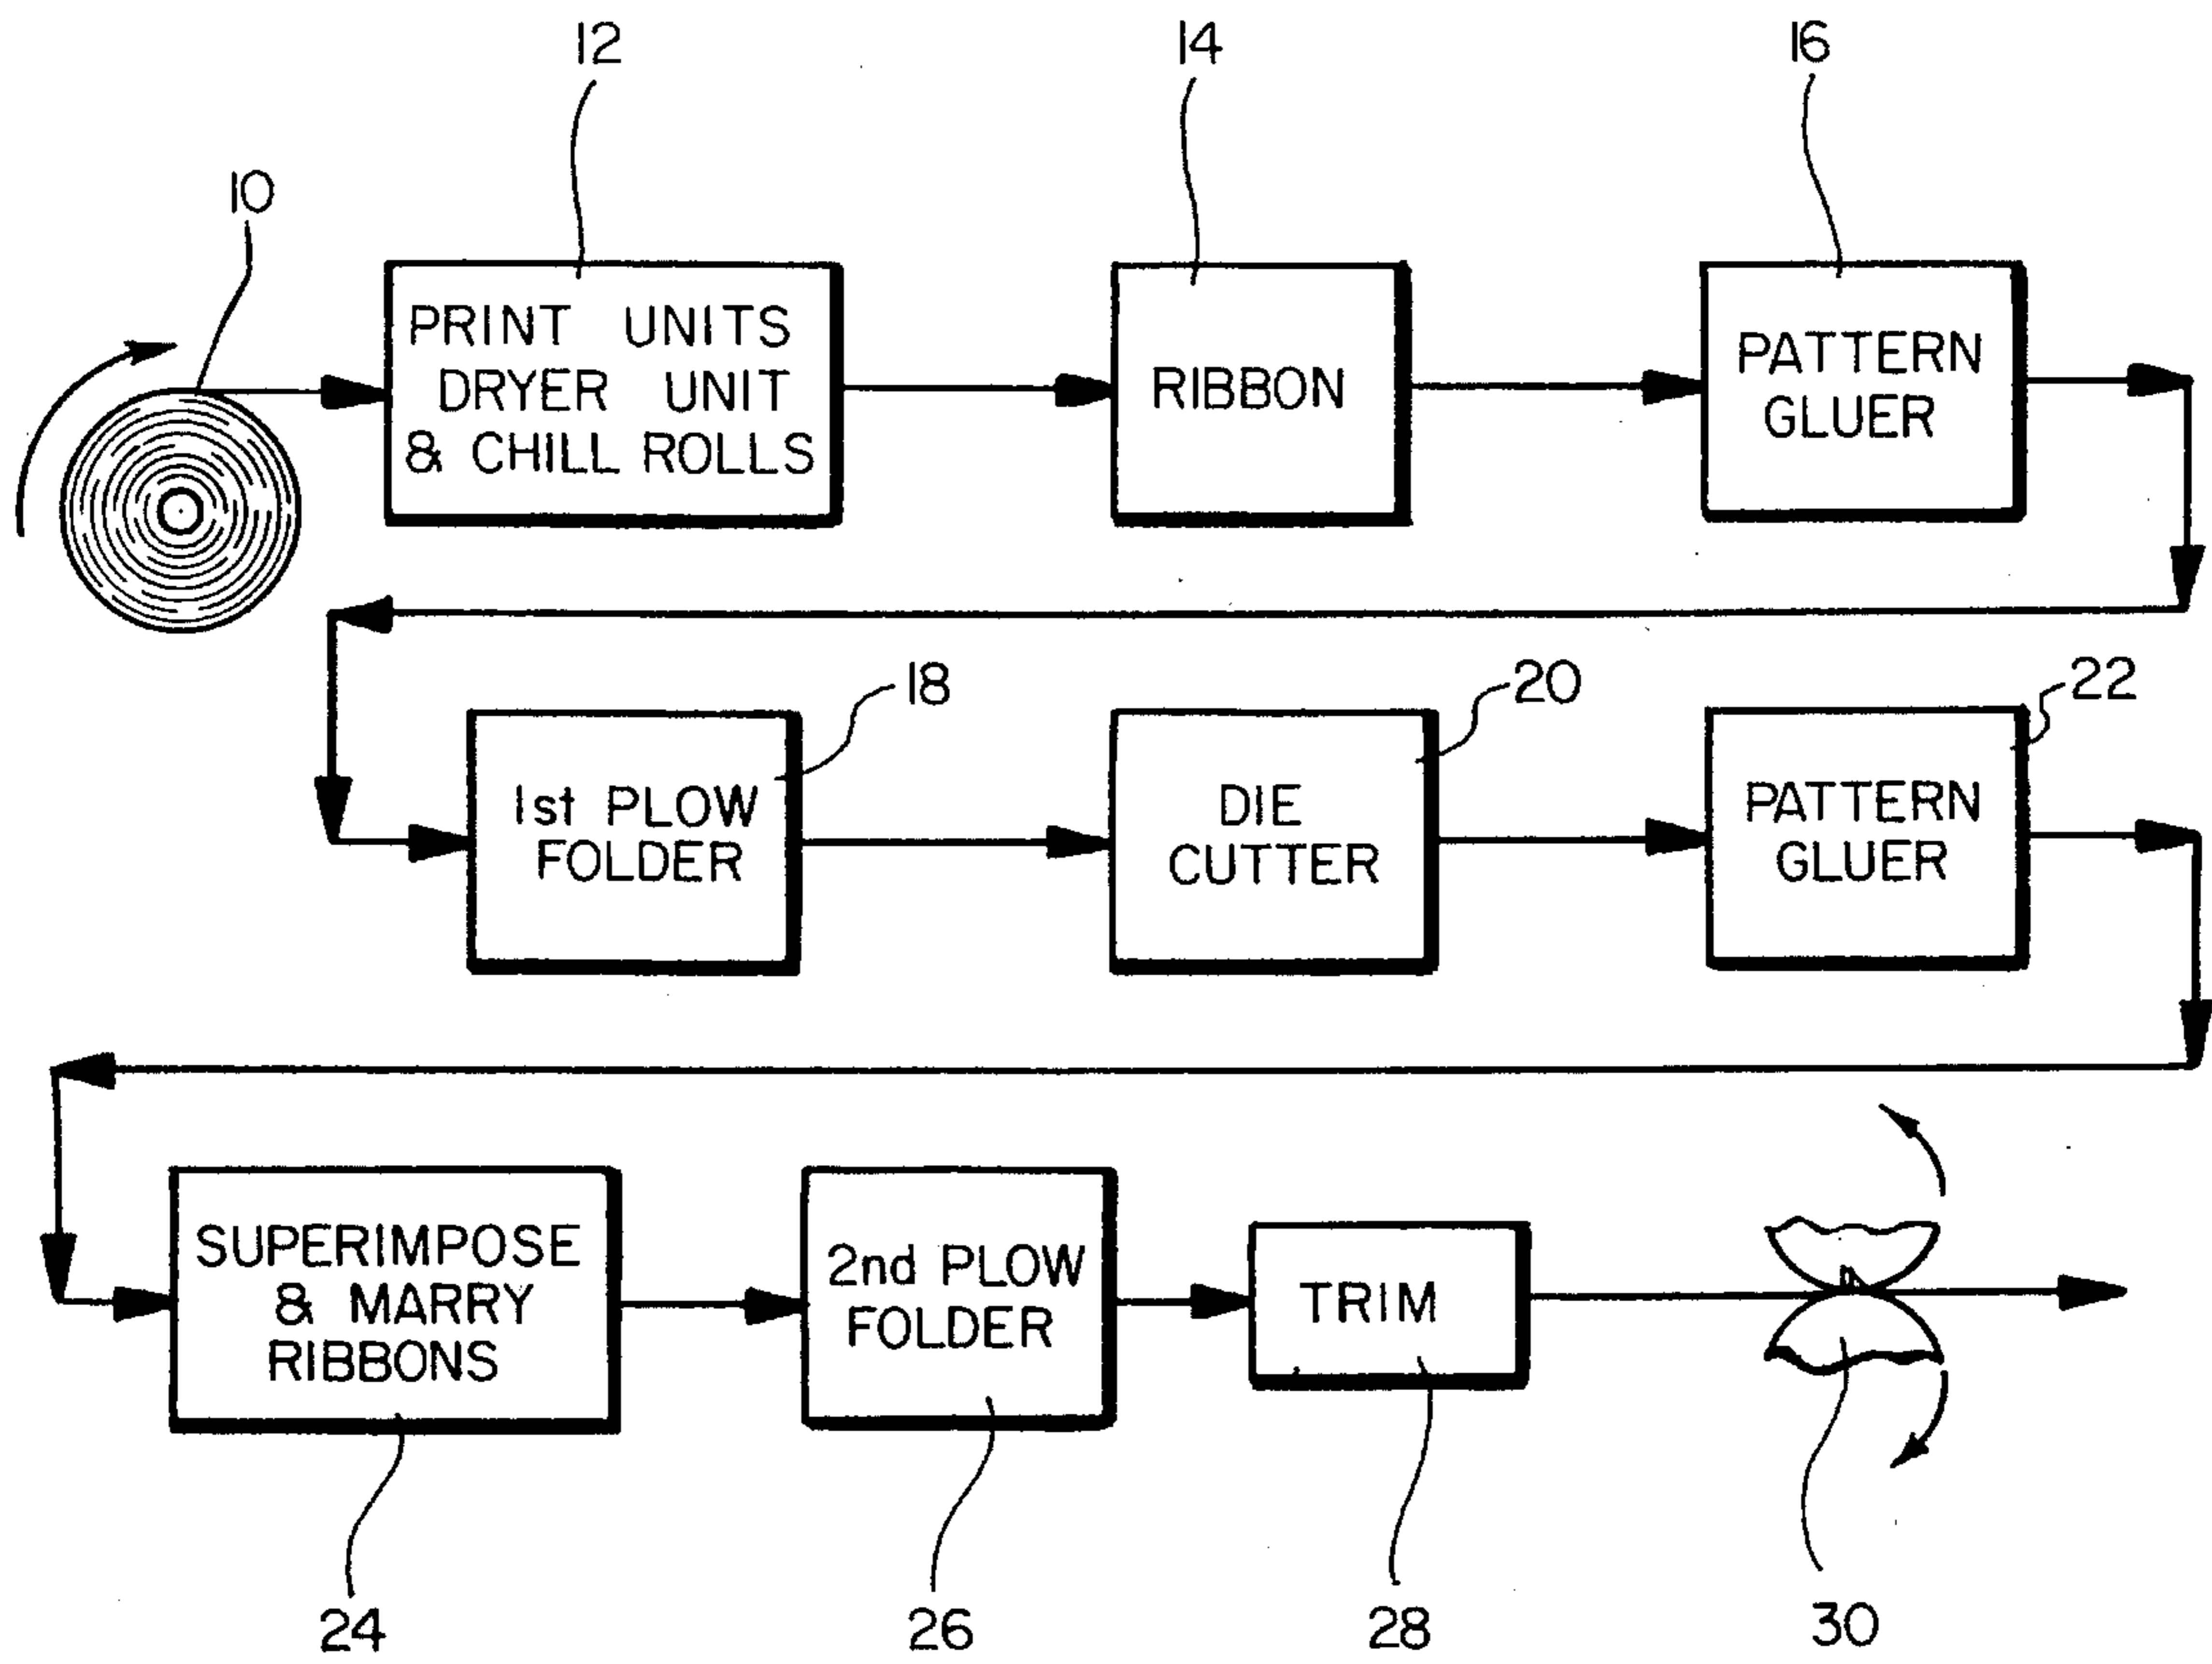 12
14
16
10
PRINT UNITS
DRYER UNIT
& CHILL ROLLS
RIBBON
PATTERN
GLUER
18
20
22
1st PLOW
FOLDER
DIE
CUTTER
PATTERN
GLUER
SUPERIMPOSE
& MARRY
RIBBONS
2nd PLOW
FOLDER
TRIM
24
26
28
30